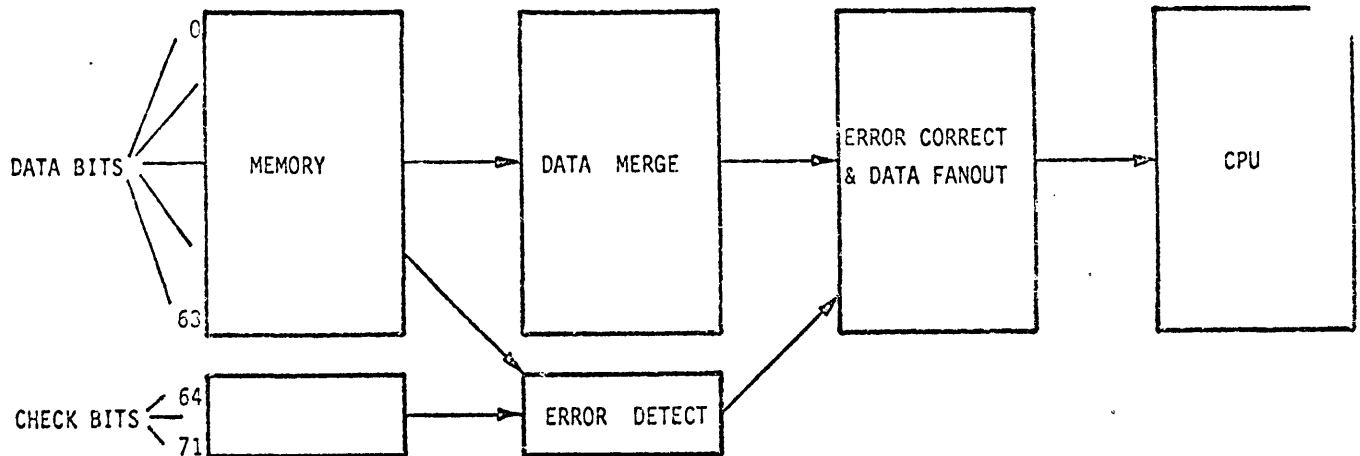 0
DATA BITS
MEMORY
DATA MERGE
ERROR CORRECT
& DATA FANOUT
CPU
63
CHECK BITS
64
71
ERROR DETECT